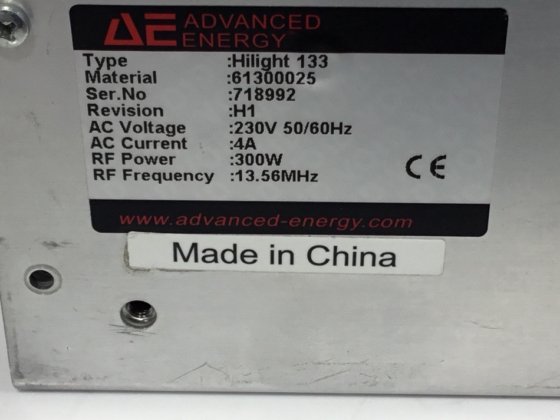 AE ADVANCED
ENERGY
Type :Hilight 133
Material :61300025
Ser.No :718992
Revision :H1
AC Voltage :230V 50/60Hz
AC Current :4A
RF Power :300W
RF Frequency :13.56MHz
CE
www.advanced-energy.com
Made in China